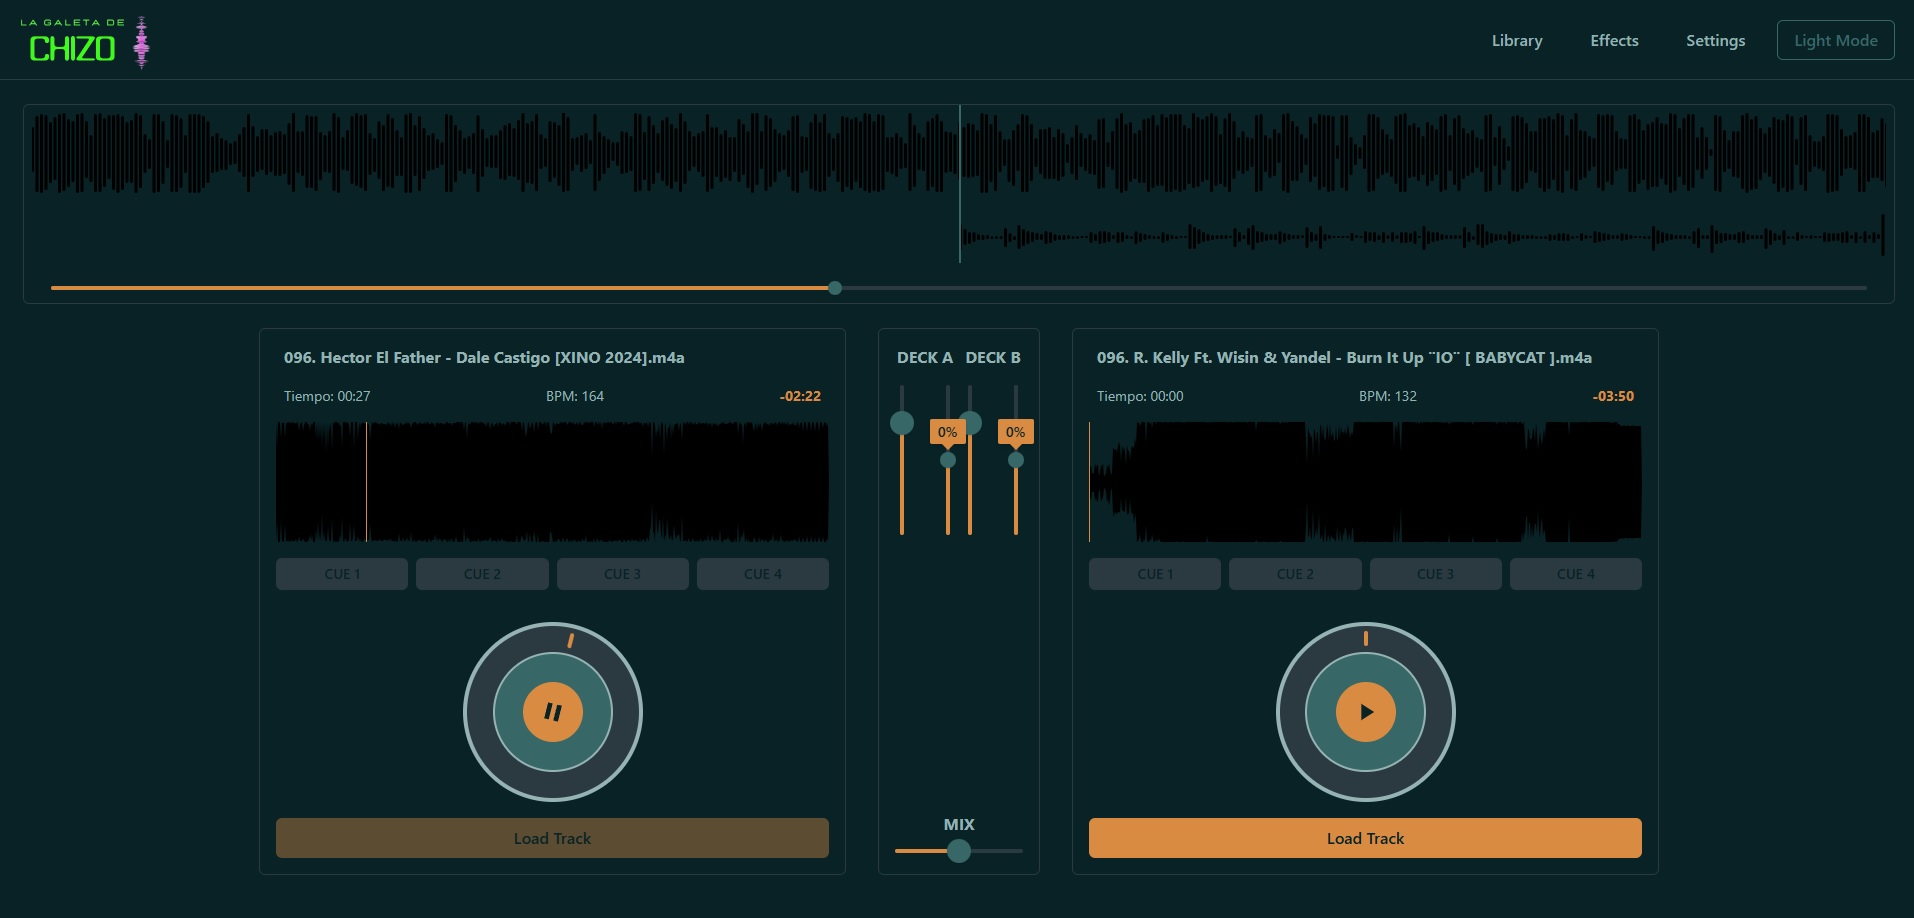 LA GALETA DE
CHIZO
Library
Effects
Settings
Light Mode
096. Hector El Father - Dale Castigo [XINO 2024].m4a
Tiempo: 00:27
BPM: 164
-02:22
CUE 1
CUE 2
CUE 3
CUE 4
Load Track
DECK A
DECK B
0%
0%
MIX
096. R. Kelly Ft. Wisin & Yandel - Burn It Up ¨IO¨ [ BABYCAT ].m4a
Tiempo: 00:00
BPM: 132
-03:50
CUE 1
CUE 2
CUE 3
CUE 4
Load Track